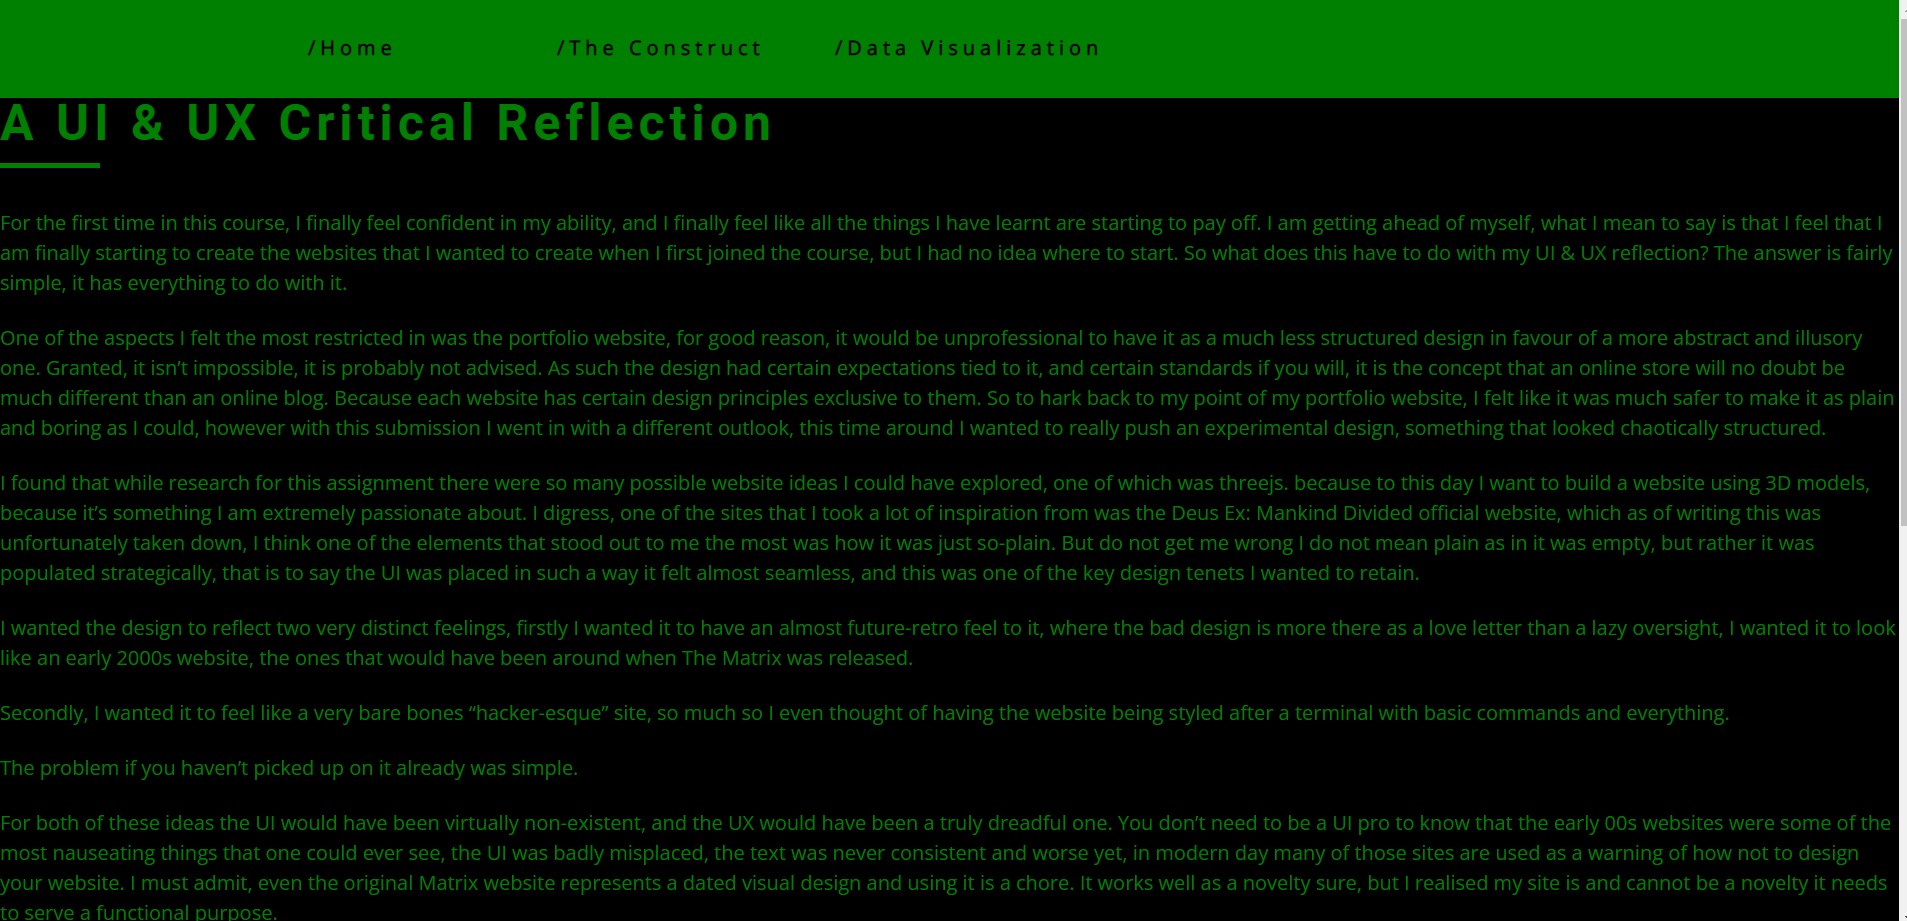 /Home /The Construct /Data Visualization
A UI & UX Critical Reflection
For the first time in this course, I finally feel confident in my ability, and I finally feel like all the things I have learnt are starting to pay off. I am getting ahead of myself, what I mean to say is that I feel that I
am finally starting to create the websites that I wanted to create when I first joined the course, but I had no idea where to start. So what does this have to do with my UI & UX reflection? The answer is fairly
simple, it has everything to do with it.
One of the aspects I felt the most restricted in was the portfolio website, for good reason, it would be unprofessional to have it as a much less structured design in favour of a more abstract and illusory
one. Granted, it isn’t impossible, it is probably not advised. As such the design had certain expectations tied to it, and certain standards if you will, it is the concept that an online store will no doubt be
much different than an online blog. Because each website has certain design principles exclusive to them. So to hark back to my point of my portfolio website, I felt like it was much safer to make it as plain
and boring as I could, however with this submission I went in with a different outlook, this time around I wanted to really push an experimental design, something that looked chaotically structured.
I found that while research for this assignment there were so many possible website ideas I could have explored, one of which was threejs. because to this day I want to build a website using 3D models,
because it’s something I am extremely passionate about. I digress, one of the sites that I took a lot of inspiration from was the Deus Ex: Mankind Divided official website, which as of writing this was
unfortunately taken down, I think one of the elements that stood out to me the most was how it was just so-plain. But do not get me wrong I do not mean plain as in it was empty, but rather it was
populated strategically, that is to say the UI was placed in such a way it felt almost seamless, and this was one of the key design tenets I wanted to retain.
I wanted the design to reflect two very distinct feelings, firstly I wanted it to have an almost future-retro feel to it, where the bad design is more there as a love letter than a lazy oversight, I wanted it to look
like an early 2000s website, the ones that would have been around when The Matrix was released.
Secondly, I wanted it to feel like a very bare bones “hacker-esque” site, so much so I even thought of having the website being styled after a terminal with basic commands and everything.
The problem if you haven’t picked up on it already was simple.
For both of these ideas the UI would have been virtually non-existent, and the UX would have been a truly dreadful one. You don’t need to be a UI pro to know that the early 00s websites were some of the
most nauseating things that one could ever see, the UI was badly misplaced, the text was never consistent and worse yet, in modern day many of those sites are used as a warning of how not to design
your website. I must admit, even the original Matrix website represents a dated visual design and using it is a chore. It works well as a novelty sure, but I realised my site is and cannot be a novelty it needs
to serve a functional purpose.